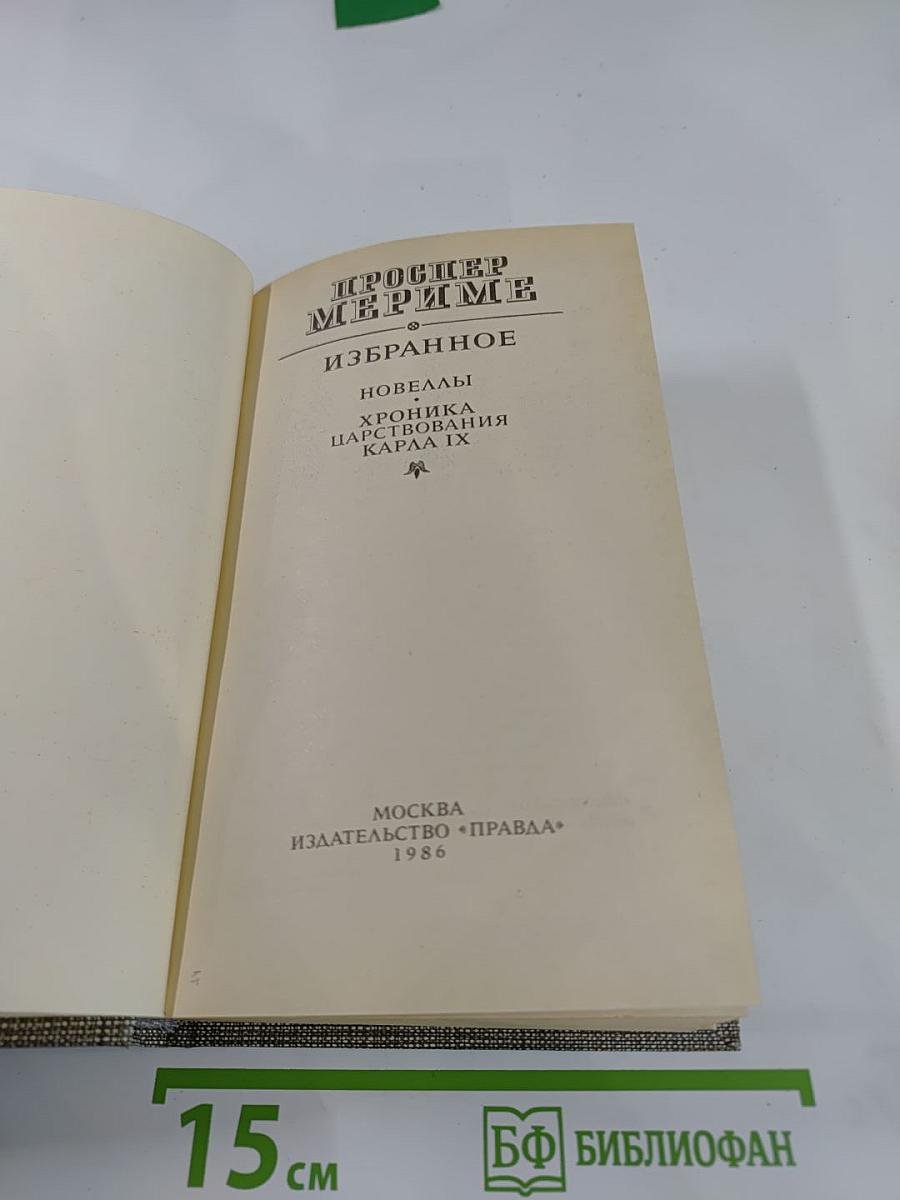 ПРОСПЕР
МЕРИМЕ
ИЗБРАННОЕ
НОВЕЛЛЫ
ХРОНИКА
ЦАРСТВОВАНИЯ
КАРЛА IX
МОСКВА
ИЗДАТЕЛЬСТВО «ПРАВДА»
1986
15 см
БФ БИБЛИОФАН